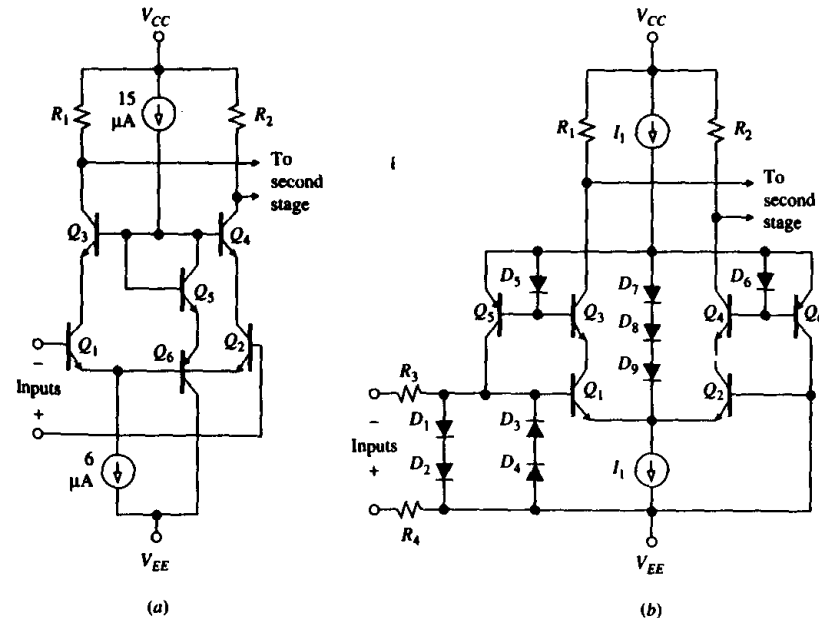 V_CC
15
μA
R_1
R_2
To
second
stage
Q_3
Q_4
Q_5
Q_1
Q_6
Q_2
−
Inputs
+
6
μA
V_EE
(a)
V_CC
R_1
I_1
R_2
To
second
stage
D_5
D_7
D_6
Q_5
Q_3
D_8
Q_4
D_9
R_3
Q_1
Q_2
−
Inputs
+
D_1
D_3
D_2
D_4
I_1
R_4
V_EE
(b)